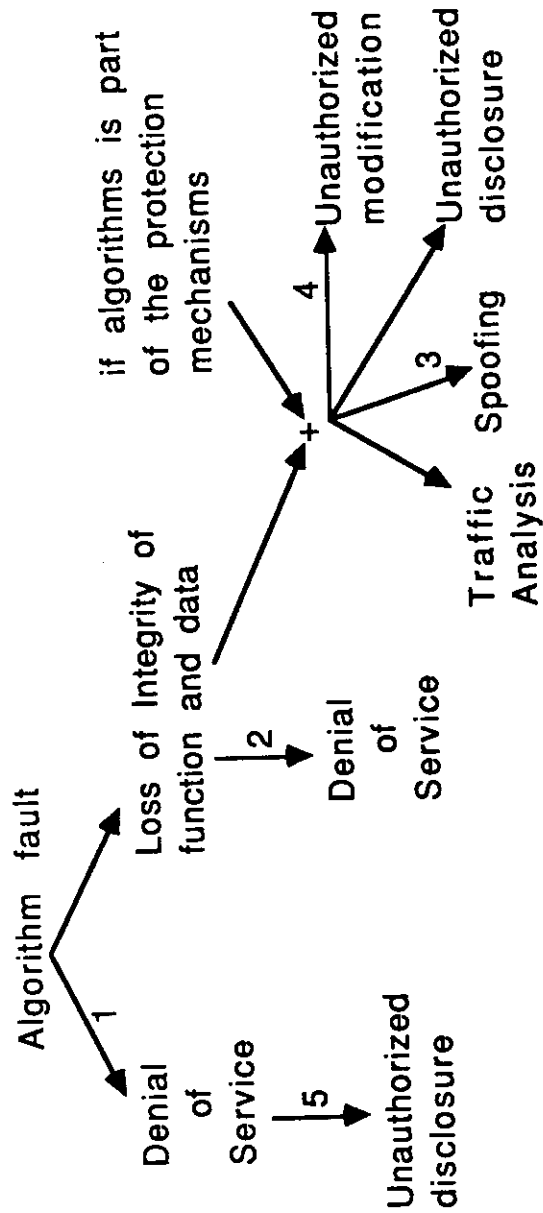 Algorithm fault
1
Denial
of
Service
5
Unauthorized
disclosure
Loss of Integrity of
function and data
2
Denial
of
Service
if algorithms is part
of the protection
mechanisms
+
4
Unauthorized
modification
Unauthorized
disclosure
3
Spoofing
Traffic
Analysis